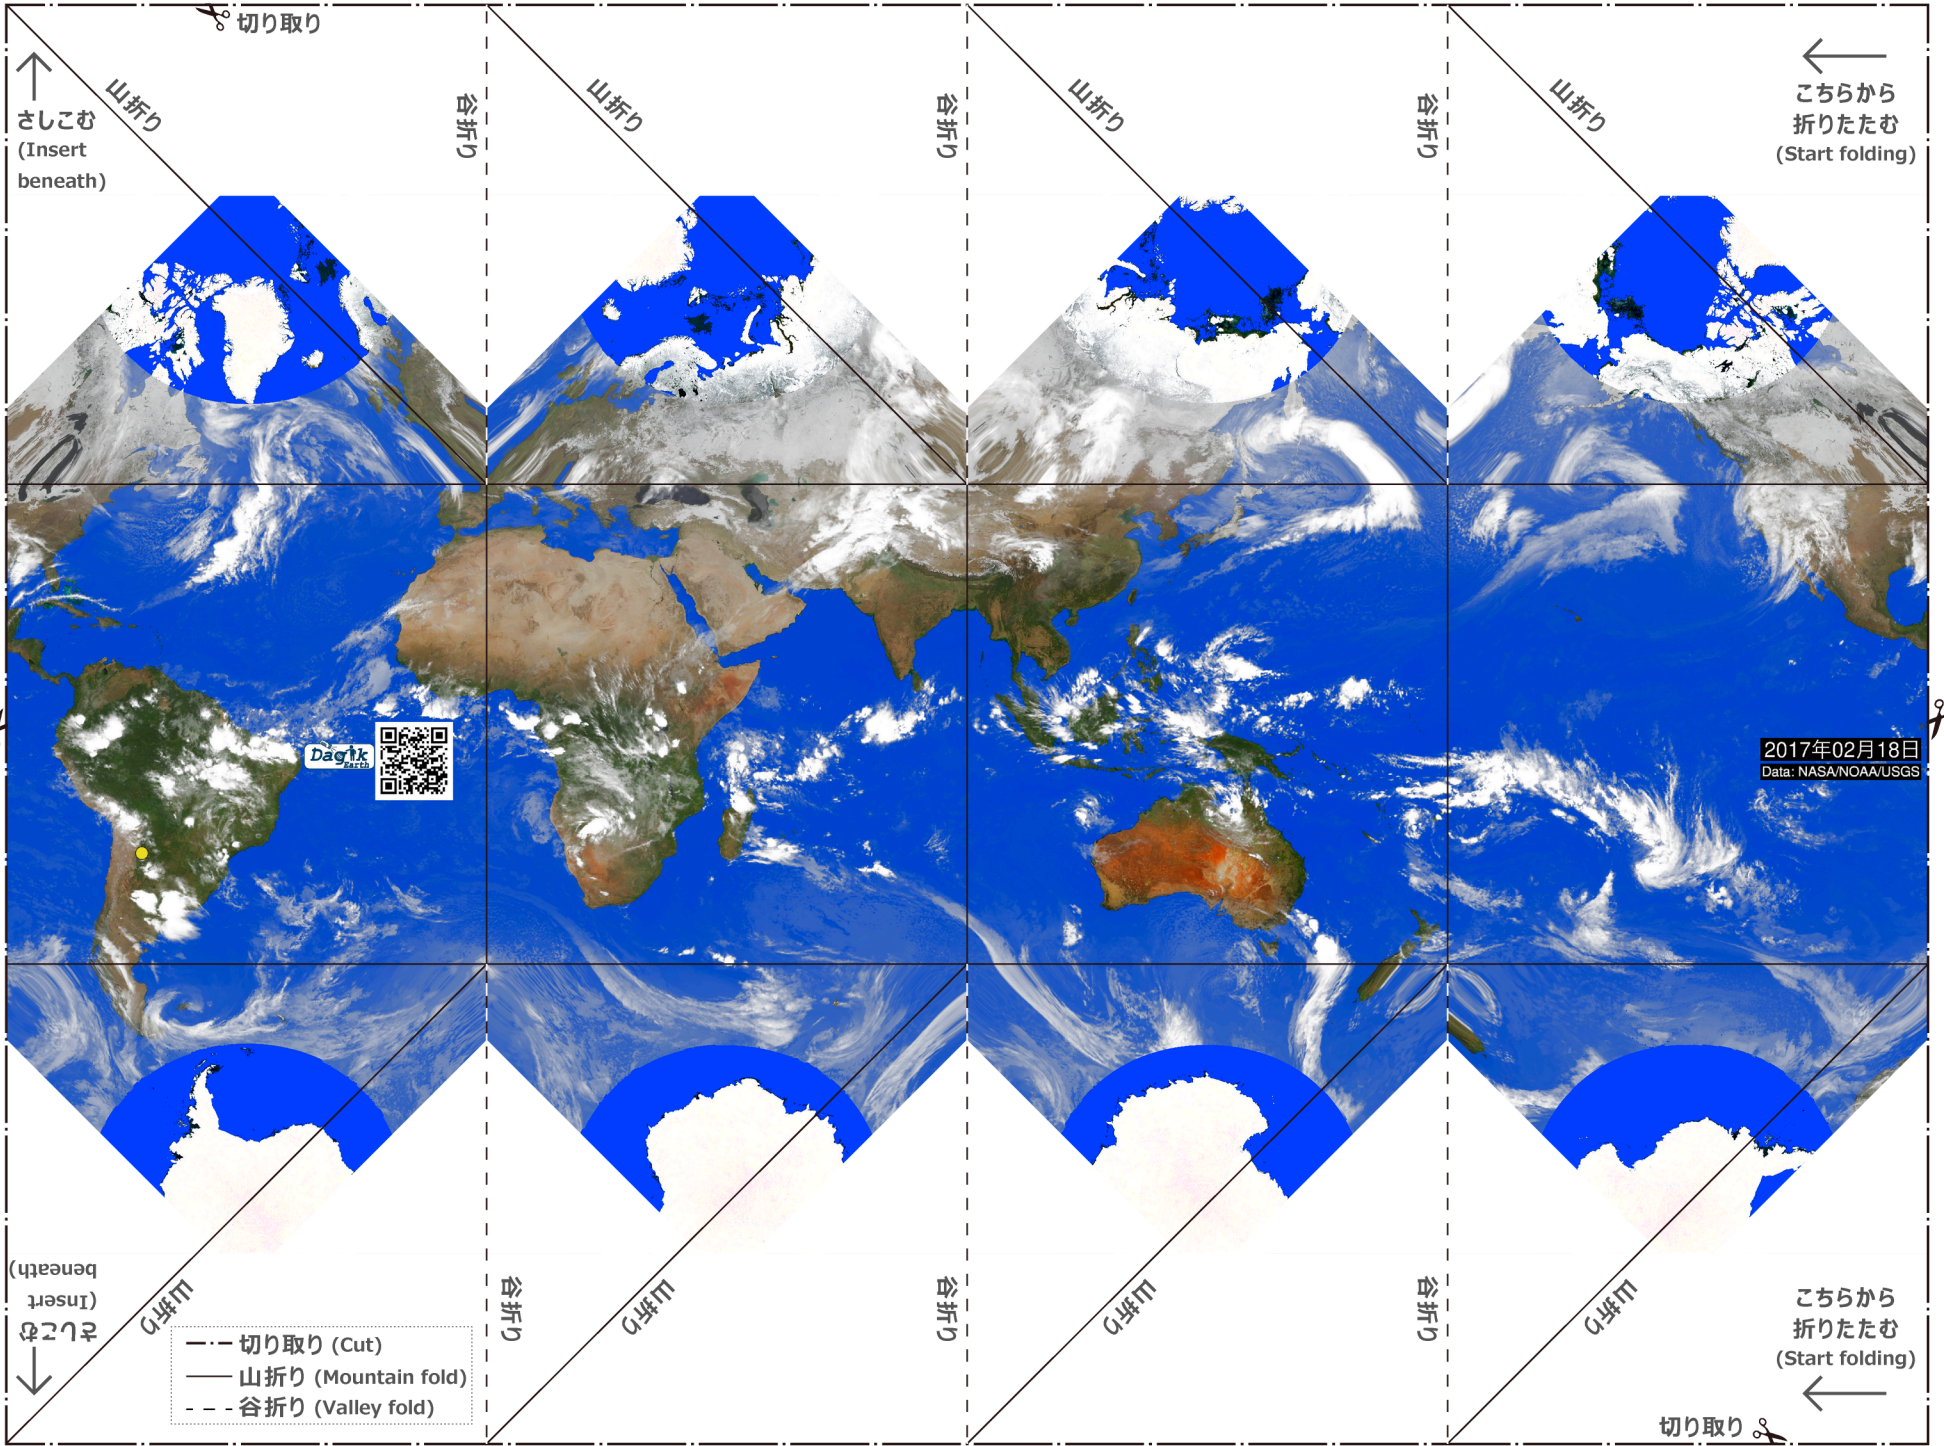 切り取り
こちらから
折りたたむ
(Start folding)
さしこむ
(Insert
beneath)
山折り
谷折り
山折り
谷折り
山折り
谷折り
山折り
Dagik
Earth
2017年02月18日
Data: NASA/NOAA/USGS
さしこむ
(Insert
beneath)
山折り
谷折り
山折り
谷折り
山折り
谷折り
山折り
こちらから
折りたたむ
(Start folding)
切り取り (Cut)
山折り (Mountain fold)
谷折り (Valley fold)
切り取り